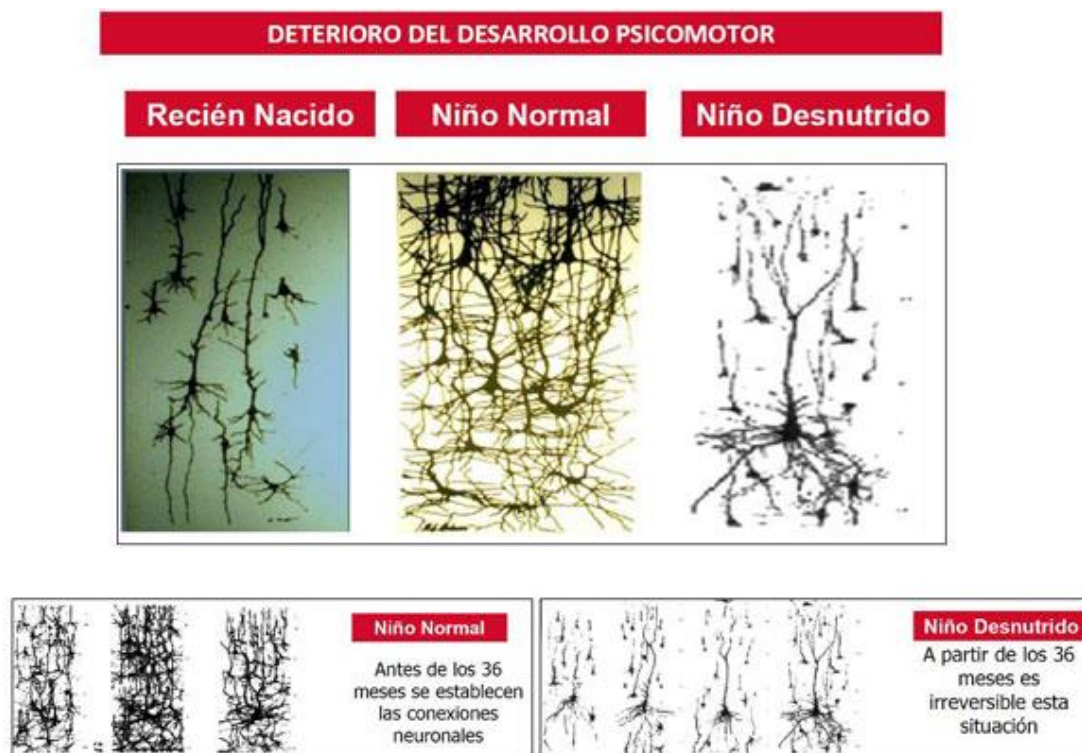 DETERIORO DEL DESARROLLO PSICOMOTOR
Recién Nacido
Niño Normal
Niño Desnutrido
Niño Normal
Antes de los 36
meses se establecen
las conexiones
neuronales
Niño Desnutrido
A partir de los 36
meses es
irreversible esta
situación